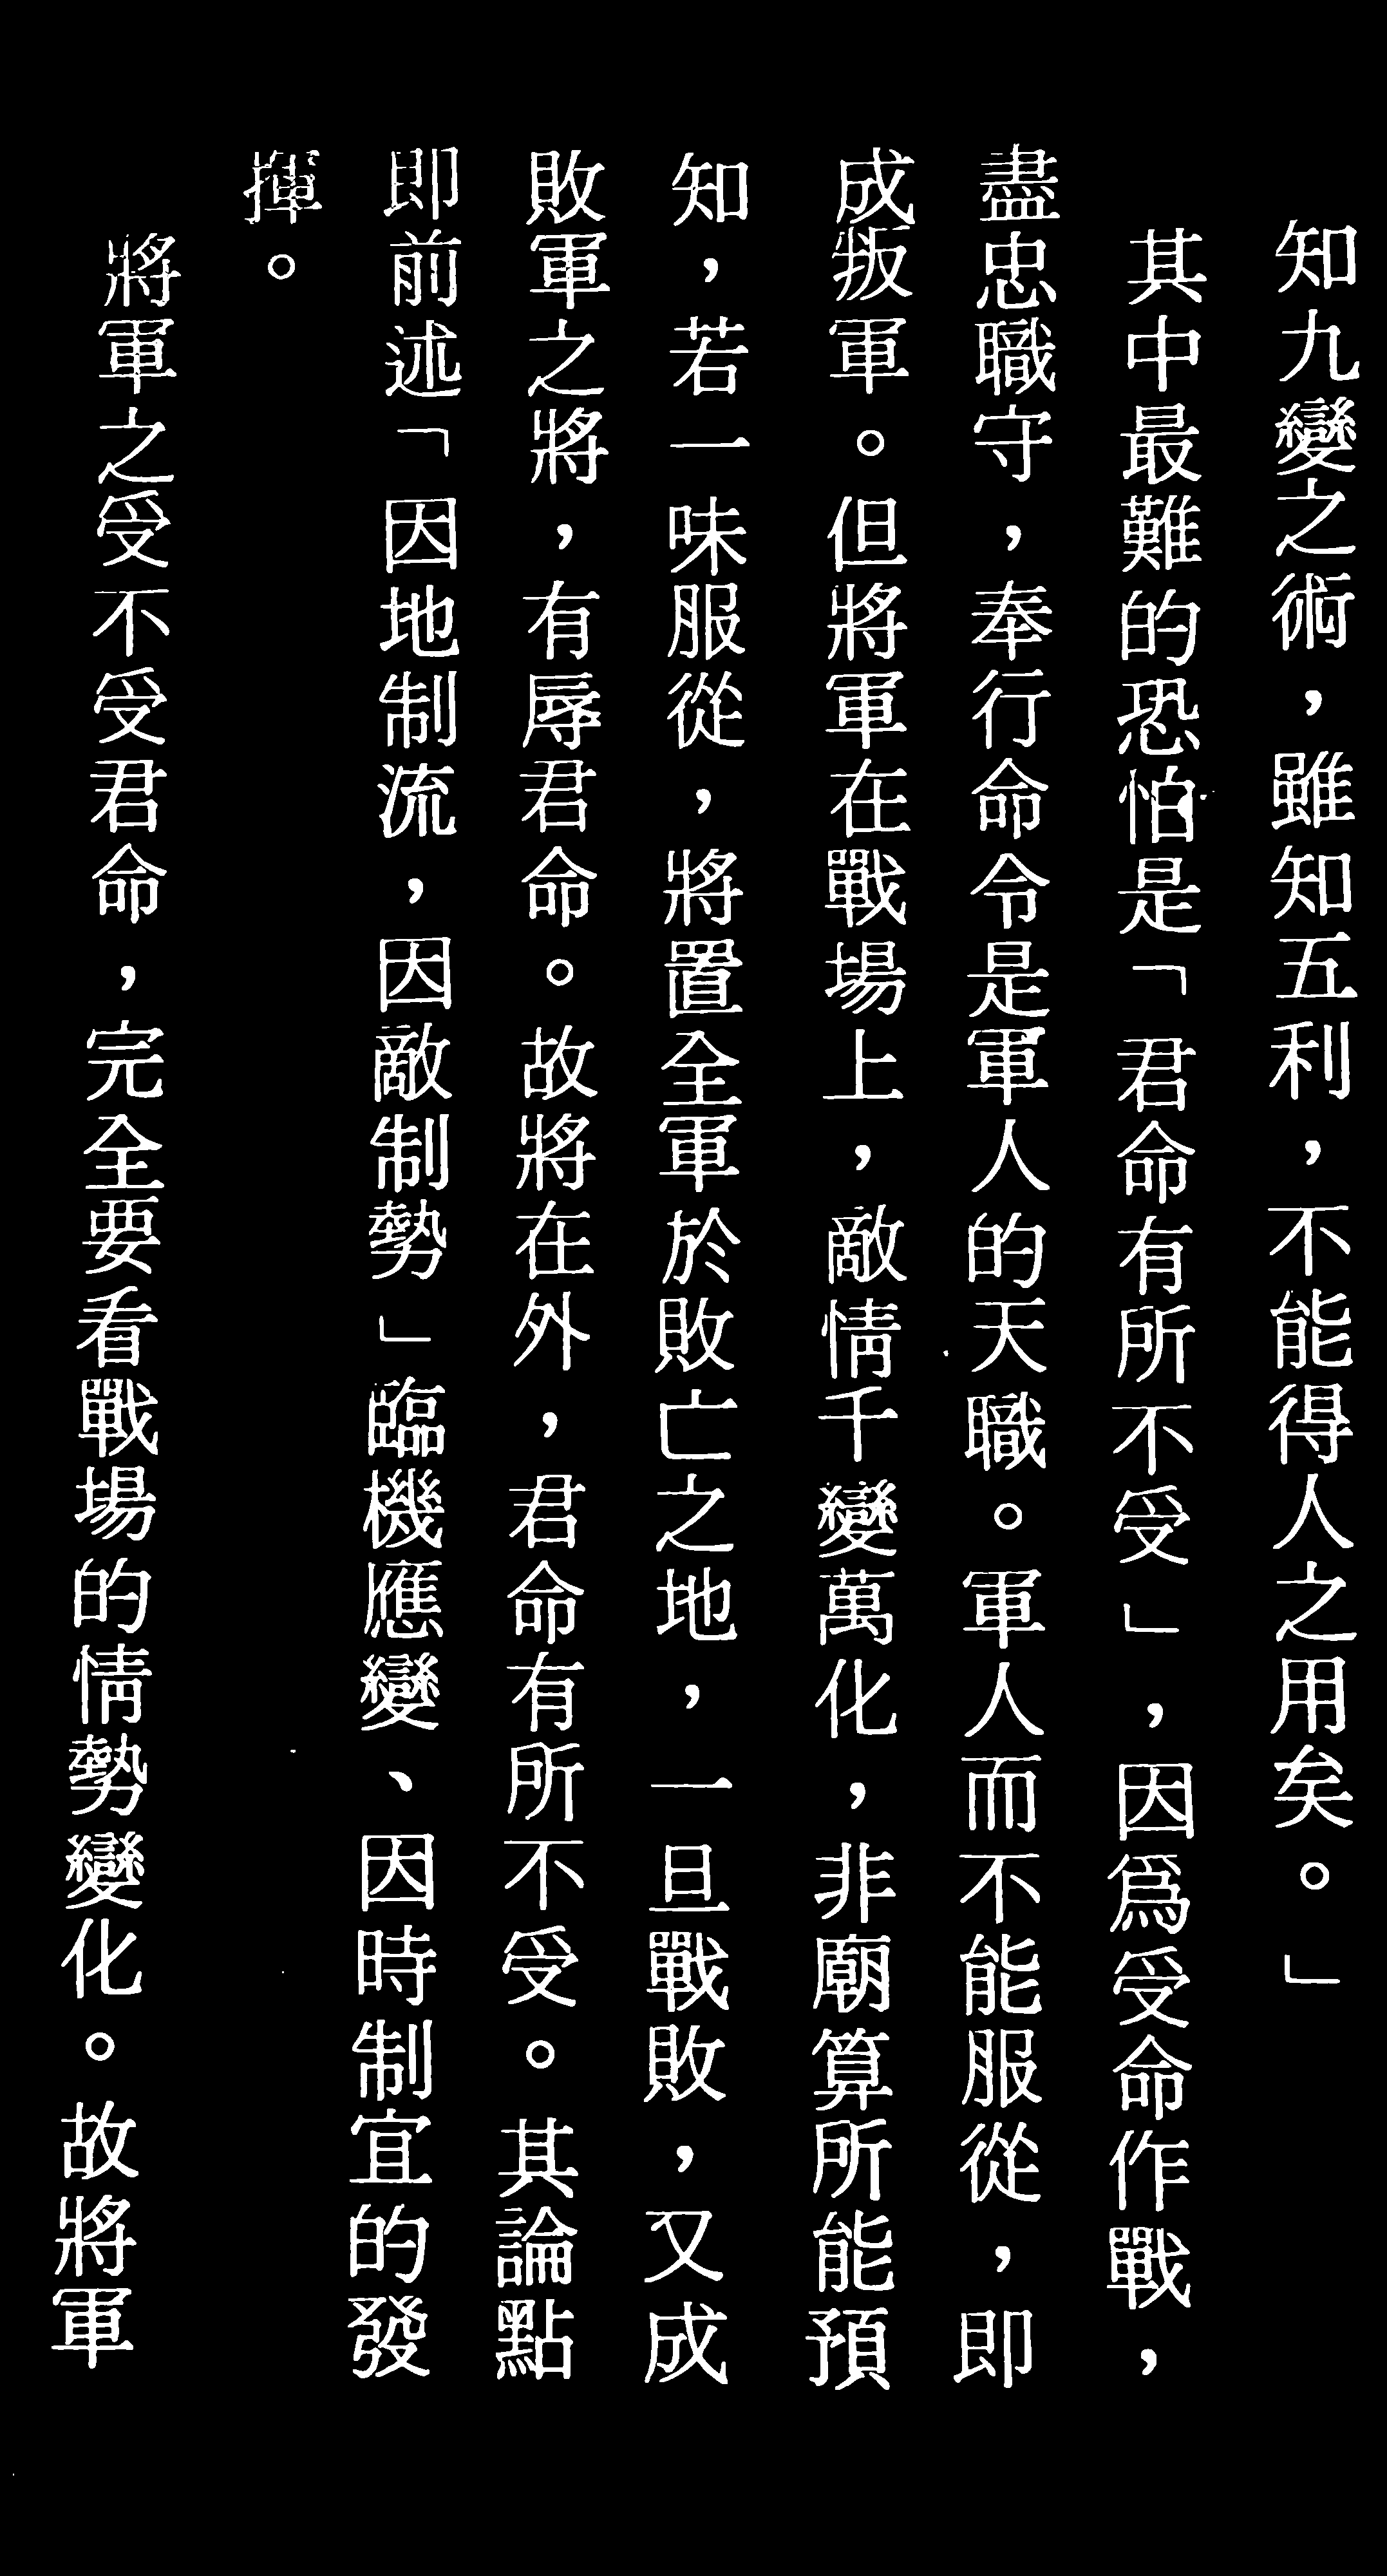 知九變之術，雖知五利，不能得人之用矣。」
其中最難的恐怕是「君命有所不受」，因爲受命作戰，
盡忠職守，奉行命令是軍人的天職。軍人而不能服從，即
成叛軍。但將軍在戰場上，敵情千變萬化，非廟算所能預
知，若一味服從，將置全軍於敗亡之地，一旦戰敗，又成
敗軍之將，有辱君命。故將在外，君命有所不受。其論點
即前述「因地制流，因敵制勢」臨機應變、因時制宜的發
揮。
將軍之受不受君命，完全要看戰場的情勢變化。故將軍